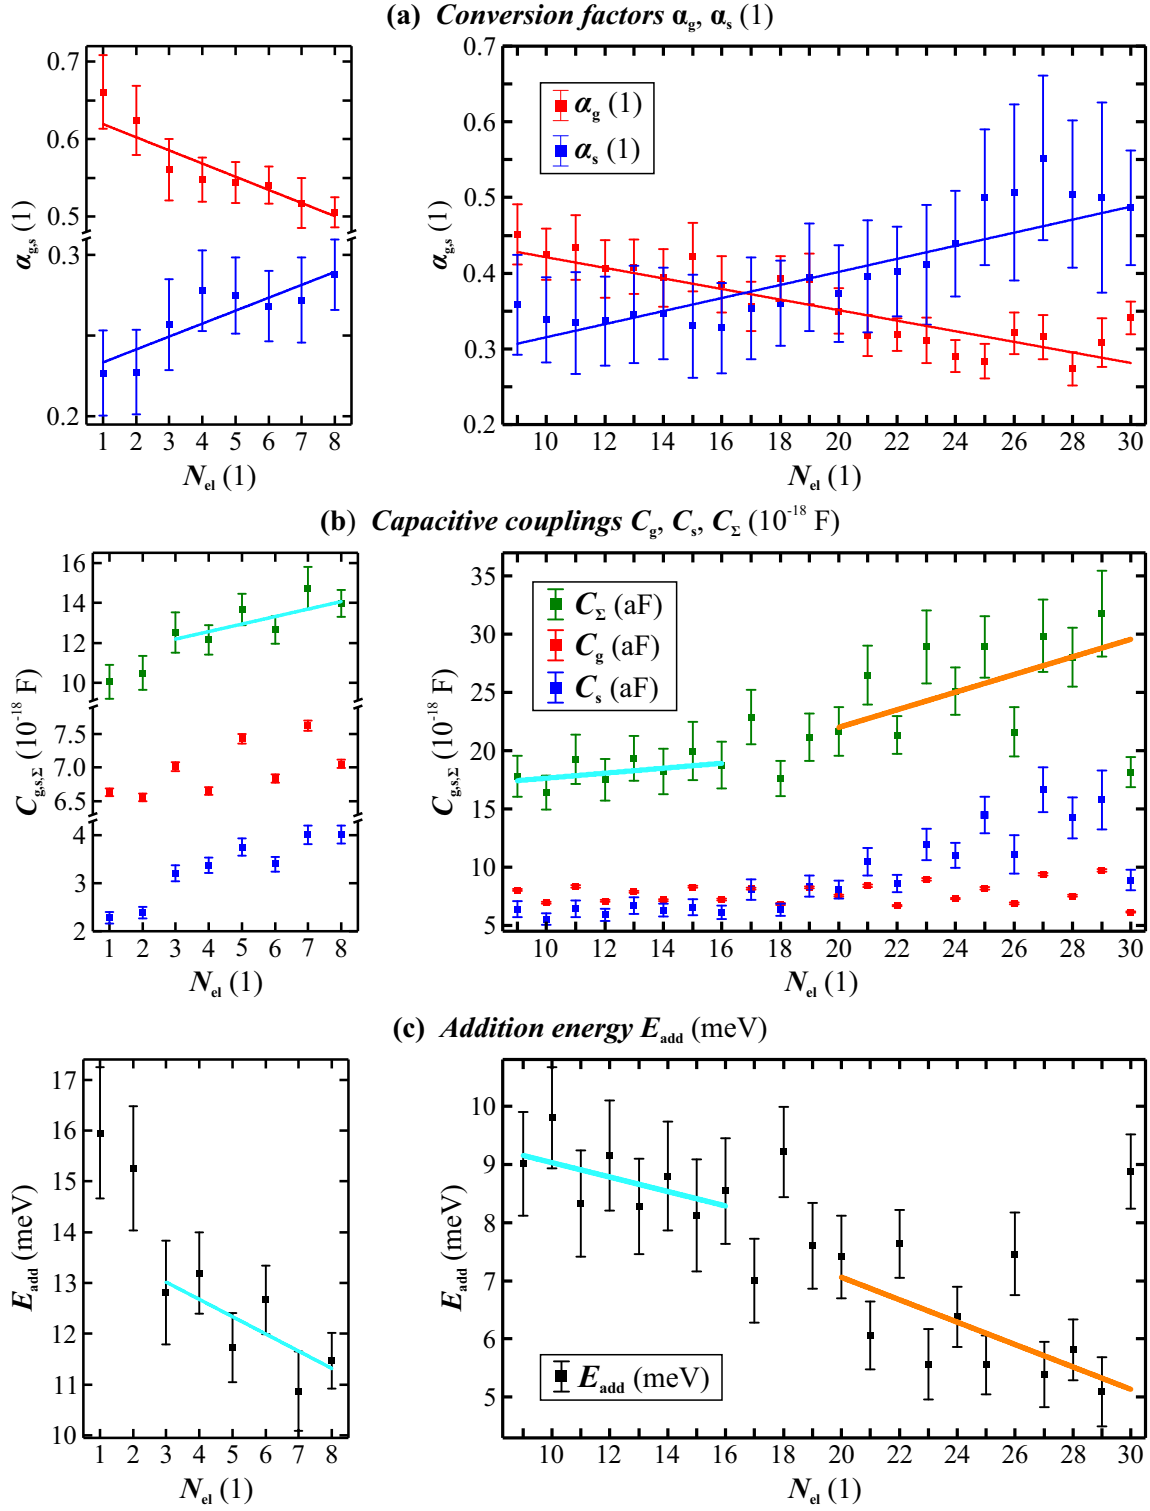 (a) Conversion factors αg, αs (1)
0.7
0.6
0.5
0.3
0.2
αg,s (1)
1 2 3 4 5 6 7 8
Nel (1)
0.7
0.6
0.5
0.4
0.3
0.2
αg,s (1)
αg (1)
αs (1)
10 12 14 16 18 20 22 24 26 28 30
Nel (1)
(b) Capacitive couplings Cg, Cs, CΣ (10-18 F)
16
14
12
10
7.5
7.0
6.5
4
3
2
Cg,s,Σ (10-18 F)
1 2 3 4 5 6 7 8
Nel (1)
35
30
25
20
15
10
5
Cg,s,Σ (10-18 F)
CΣ (aF)
Cg (aF)
Cs (aF)
10 12 14 16 18 20 22 24 26 28 30
Nel (1)
(c) Addition energy Eadd (meV)
17
16
15
14
13
12
11
10
Eadd (meV)
1 2 3 4 5 6 7 8
Nel (1)
10
9
8
7
6
5
Eadd (meV)
Eadd (meV)
10 12 14 16 18 20 22 24 26 28 30
Nel (1)